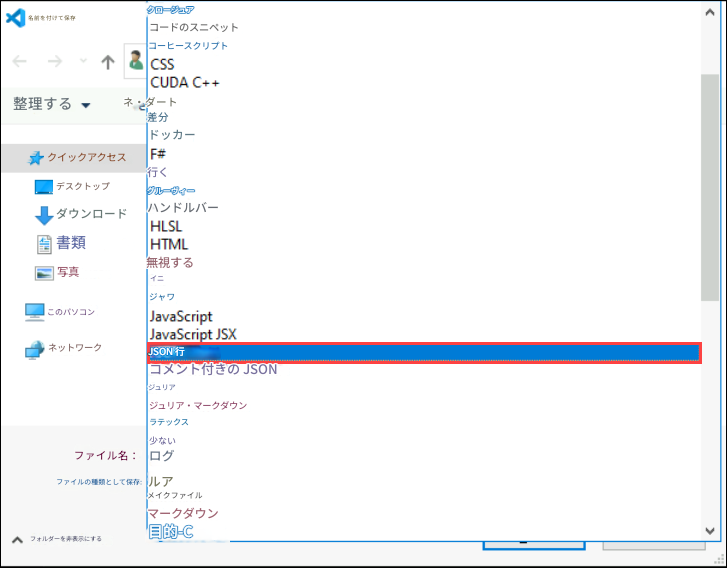 名前を付けて保存
整理する
クイックアクセス
デスクトップ
ダウンロード
書類
写真
このパソコン
ネットワーク
ファイル名：
ファイルの種類として保存:
フォルダーを非表示にする
クロージュア
コードのスニペット
コーヒースクリプト
CSS
CUDA C++
ネ・ダート
差分
ドッカー
F#
行く
グルーヴィー
ハンドルバー
HLSL
HTML
無視する
イニ
ジャワ
JavaScript
JavaScript JSX
JSON 行
コメント付きの JSON
ジュリア
ジュリア・マークダウン
ラテックス
少ない
ログ
ルア
メイクファイル
マークダウン
目的-C